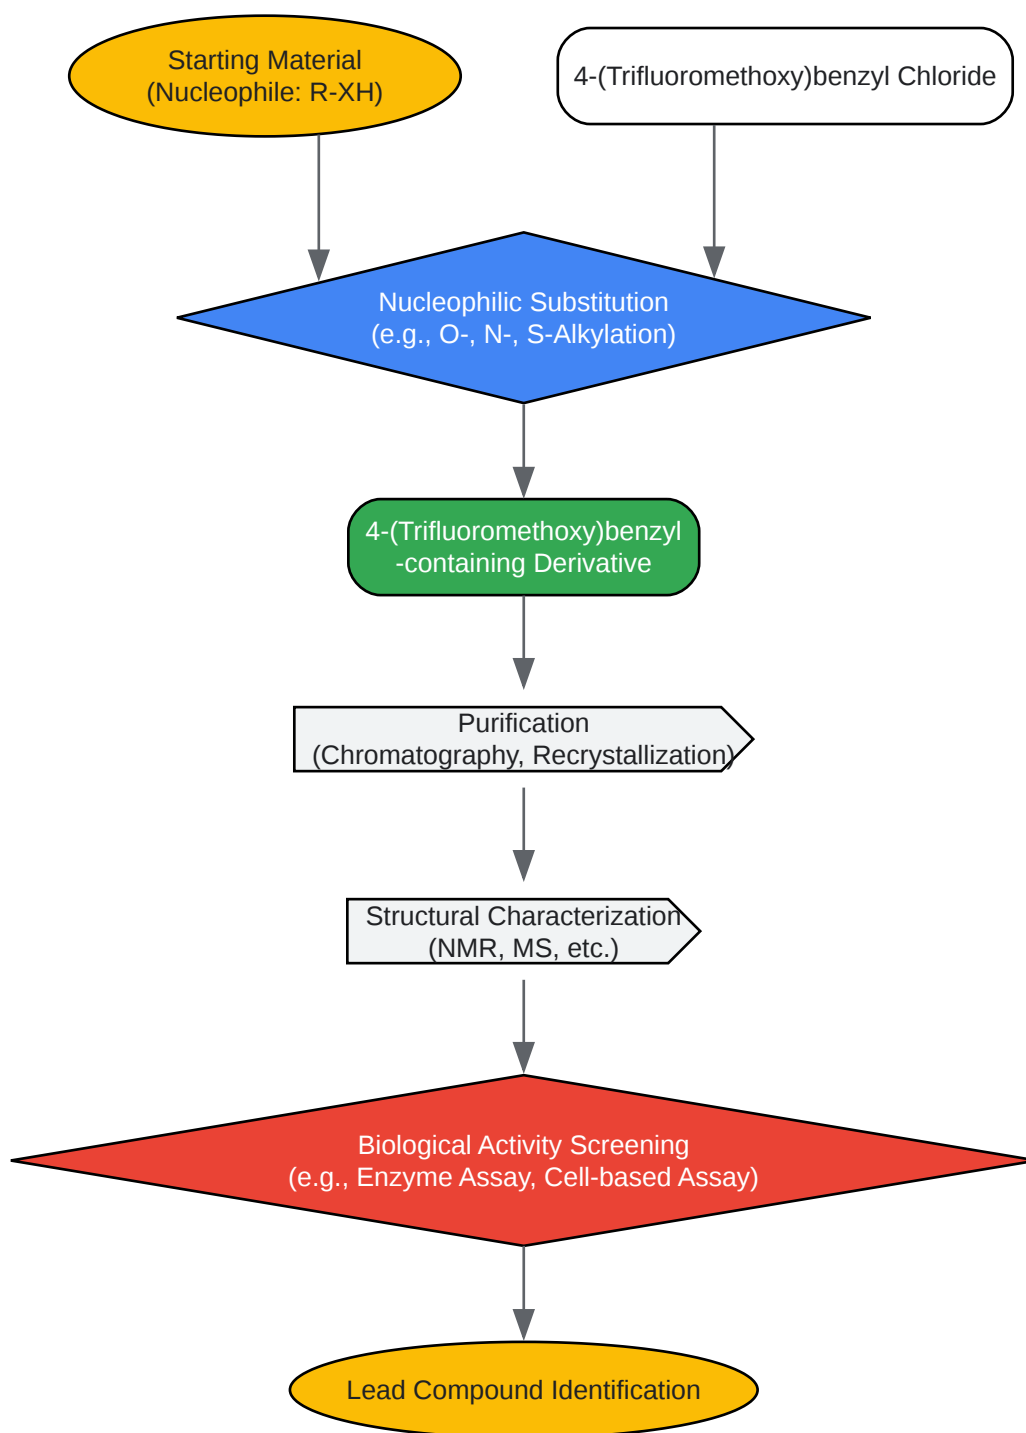 Starting Material
(Nucleophile: R-XH)
4-(Trifluoromethoxy)benzyl Chloride
Nucleophilic Substitution
(e.g., O-, N-, S-Alkylation)
4-(Trifluoromethoxy)benzyl
-containing Derivative
Purification
(Chromatography, Recrystallization)
Structural Characterization
(NMR, MS, etc.)
Biological Activity Screening
(e.g., Enzyme Assay, Cell-based Assay)
Lead Compound Identification